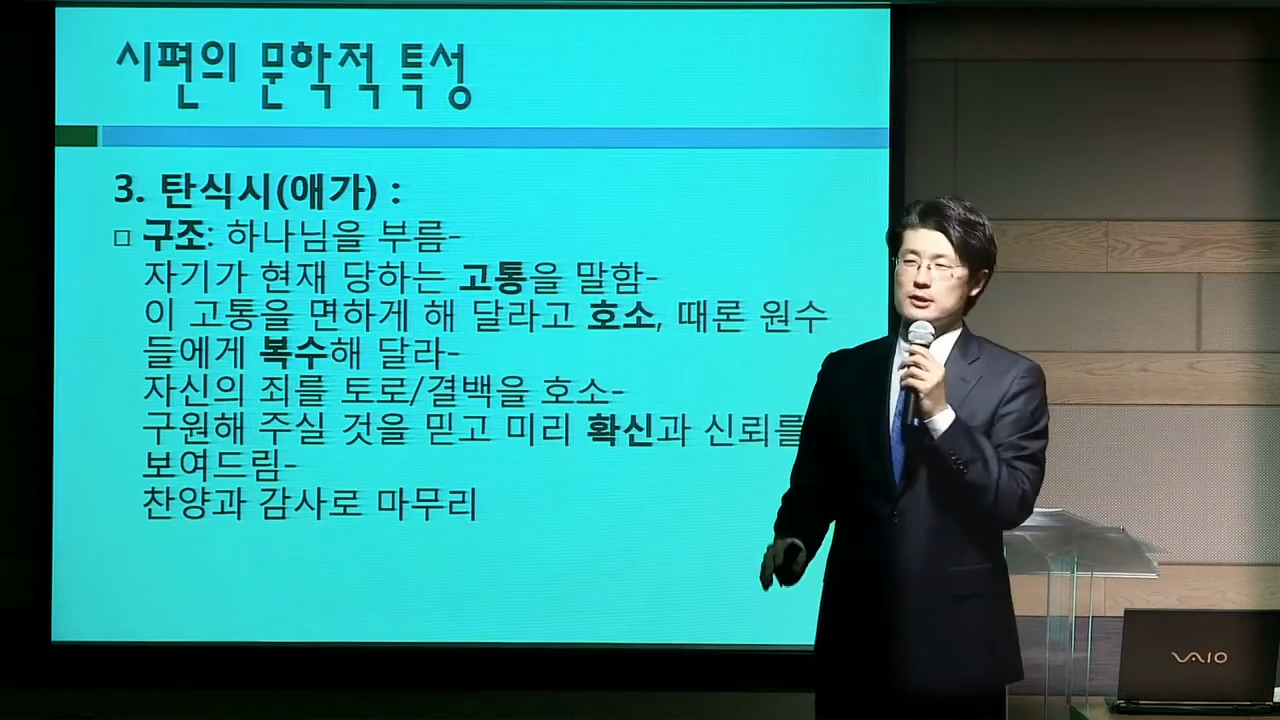 시편의 문학적 특성
3. 탄식시(애가) :
□ 구조: 하나님을 부름-
자기가 현재 당하는 고통을 말함-
이 고통을 면하게 해 달라고 호소, 때론 원수
들에게 복수해 달라-
자신의 죄를 토로/결백을 호소-
구원해 주실 것을 믿고 미리 확신과 신뢰를
보여드림-
찬양과 감사로 마무리
VAIO